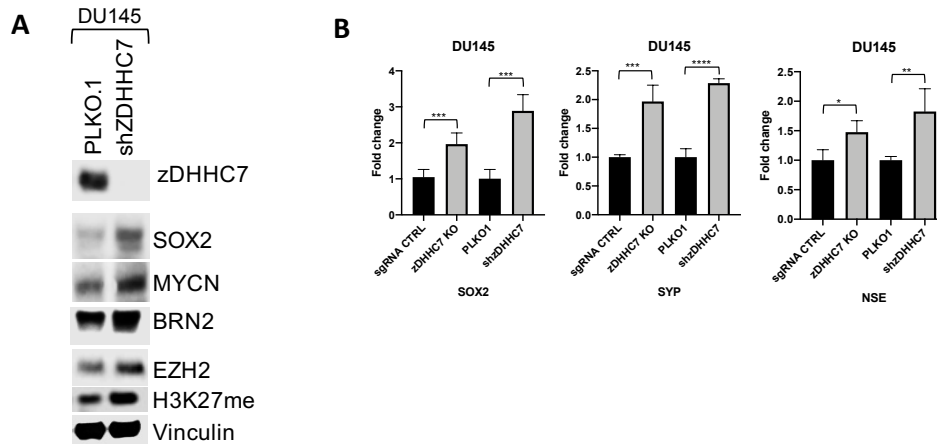 A
DU145
PLKO.1
shZDHHC7
zDHHC7
SOX2
MYCN
BRN2
EZH2
H3K27me
Vinculin
B
DU145
Fold change
4
3
2
1
0
***
***
sgRNA CTRL
zDHHC7 KO
PLKO1
shzDHHC7
SOX2
DU145
Fold change
2.5
2.0
1.5
1.0
0.5
0.0
***
****
sgRNA CTRL
zDHHC7 KO
PLKO1
shzDHHC7
SYP
DU145
Fold change
2.5
2.0
1.5
1.0
0.5
0.0
*
**
sgRNA CTRL
zDHHC7 KO
PLKO1
shzDHHC7
NSE